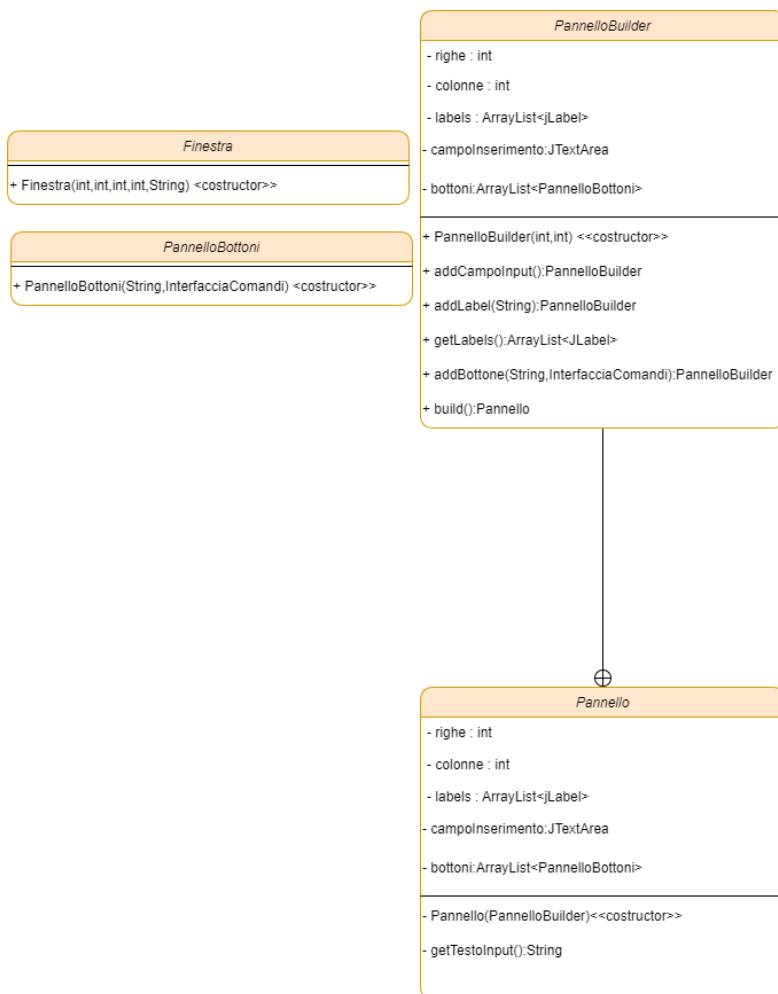 PannelloBuilder
- righe : int
- colonne : int
- labels : ArrayList<jLabel>
- campoInserimento:JTextArea
- bottoni:ArrayList<PannelloBottoni>
+ PannelloBuilder(int,int) <<costructor>>
+ addCampoInput():PannelloBuilder
+ addLabel(String):PannelloBuilder
+ getLabels():ArrayList<JLabel>
+ addBottone(String,InterfacciaComandi):PannelloBuilder
+ build():Pannello
Finestra
+ Finestra(int,int,int,int,String) <costructor>>
PannelloBottoni
+ PannelloBottoni(String,InterfacciaComandi) <costructor>>
Pannello
- righe : int
- colonne : int
- labels : ArrayList<jLabel>
- campoInserimento:JTextArea
- bottoni:ArrayList<PannelloBottoni>
- Pannello(PannelloBuilder)<<costructor>>
- getTestoInput():String